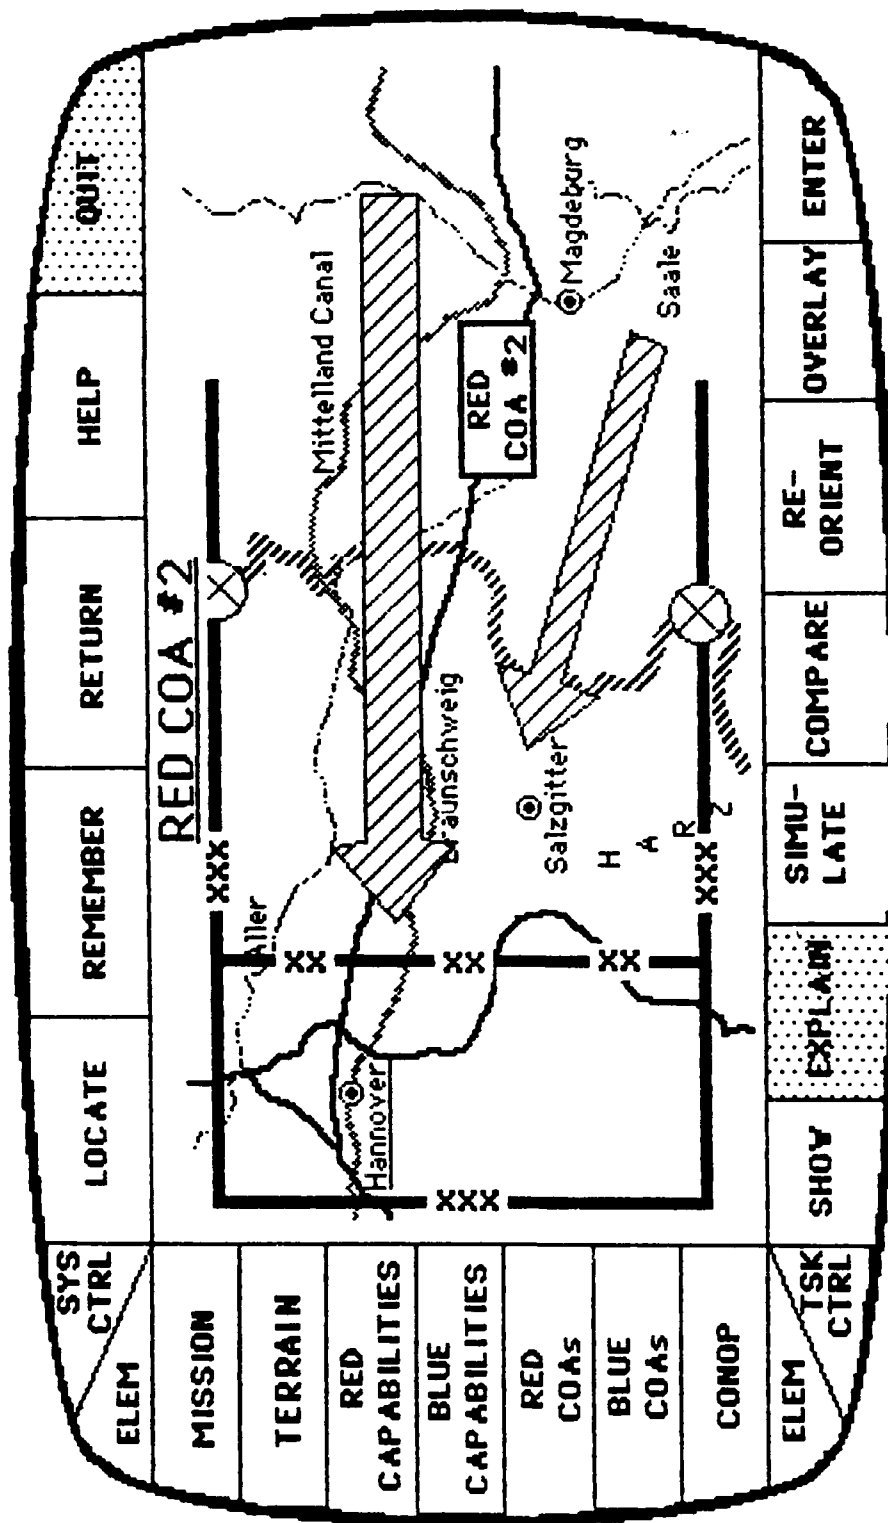 SYS
CTRL
ELEM
LOCATE
REMEMBER
RETURN
HELP
QUIT
MISSION
TERRAIN
RED
CAPABILITIES
BLUE
CAPABILITIES
RED
COAs
BLUE
COAs
CONOP
ELEM
TSK
CTRL
RED COA #2
XXX
Aller
Mittelland Canal
XX
Hannover
XX
Braunschweig
RED
COA #2
Magdeburg
XXX
Salzgitter
XX
H A R Z
Saale
XXX
SHOW
EXPLAIN
SIMU-
LATE
COMPARE
RE-
ORIENT
OVERLAY
ENTER